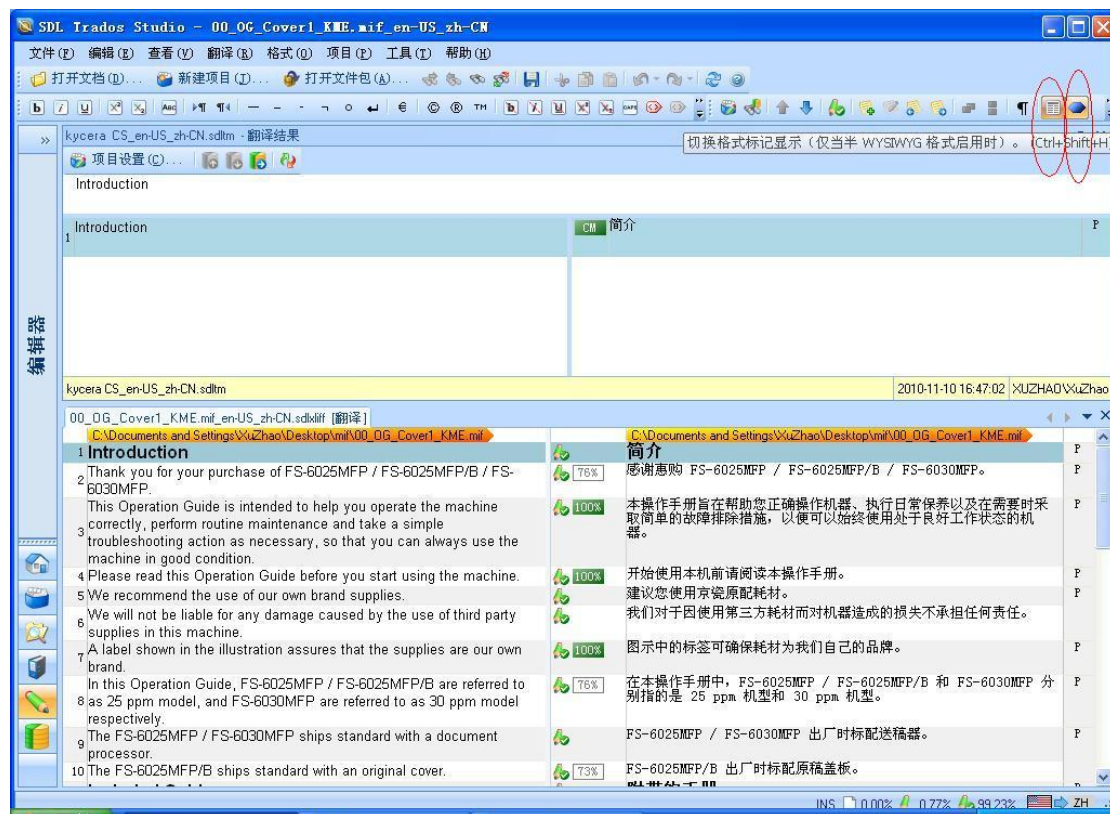 SDL Trados Studio - 00_OG_Cover1_KME.mif_en-US_zh-CN
文件(F) 编辑(E) 查看(V) 翻译(R) 格式(O) 项目(P) 工具(T) 帮助(H)
打开文档(D)... 新建项目(J)... 打开文件包(A)...
kycera CS_en-US_zh-CN.sdltm - 翻译结果
切换格式标记显示（仅当半 WYSIWYG 格式启用时）。 (Ctrl+Shift+H
项目设置(C)...
Introduction
1 Introduction CM 简介 P
编辑器
kycera CS_en-US_zh-CN.sdltm 2010-11-10 16:47:02 XUZHAO\XuZhao
00_OG_Cover1_KME.mif_en-US_zh-CN.sdlxliff [翻译]
C:\Documents and Settings\XuZhao\Desktop\mif\00_OG_Cover1_KME.mif C:\Documents and Settings\XuZhao\Desktop\mif\00_OG_Cover1_KME.mif
1 Introduction 简介 P
2 Thank you for your purchase of FS-6025MFP / FS-6025MFP/B / FS-
6030MFP.
76% 感谢惠购 FS-6025MFP / FS-6025MFP/B / FS-6030MFP。 P
3 This Operation Guide is intended to help you operate the machine
correctly, perform routine maintenance and take a simple
troubleshooting action as necessary, so that you can always use the
machine in good condition.
100% 本操作手册旨在帮助您正确操作机器、执行日常保养以及在需要时采
取简单的故障排除措施，以便可以始终使用处于良好工作状态的机
器。 P
4 Please read this Operation Guide before you start using the machine. 100% 开始使用本机前请阅读本操作手册。 P
5 We recommend the use of our own brand supplies. 建议您使用京瓷原配耗材。 P
6 We will not be liable for any damage caused by the use of third party
supplies in this machine.
我们对于因使用第三方耗材而对机器造成的损失不承担任何责任。
7 A label shown in the illustration assures that the supplies are our own
brand.
100% 图示中的标签可确保耗材为我们自己的品牌。 P
8 In this Operation Guide, FS-6025MFP / FS-6025MFP/B are referred to
as 25 ppm model, and FS-6030MFP are referred to as 30 ppm model
respectively.
76% 在本操作手册中，FS-6025MFP / FS-6025MFP/B 和 FS-6030MFP 分
别指的是 25 ppm 机型和 30 ppm 机型。 P
9 The FS-6025MFP / FS-6030MFP ships standard with a document
processor.
FS-6025MFP / FS-6030MFP 出厂时标配送稿器。 P
10 The FS-6025MFP/B ships standard with an original cover. 73% FS-6025MFP/B 出厂时标配原稿盖板。 P
INS 0.00% 0.77% 99.23% ZH